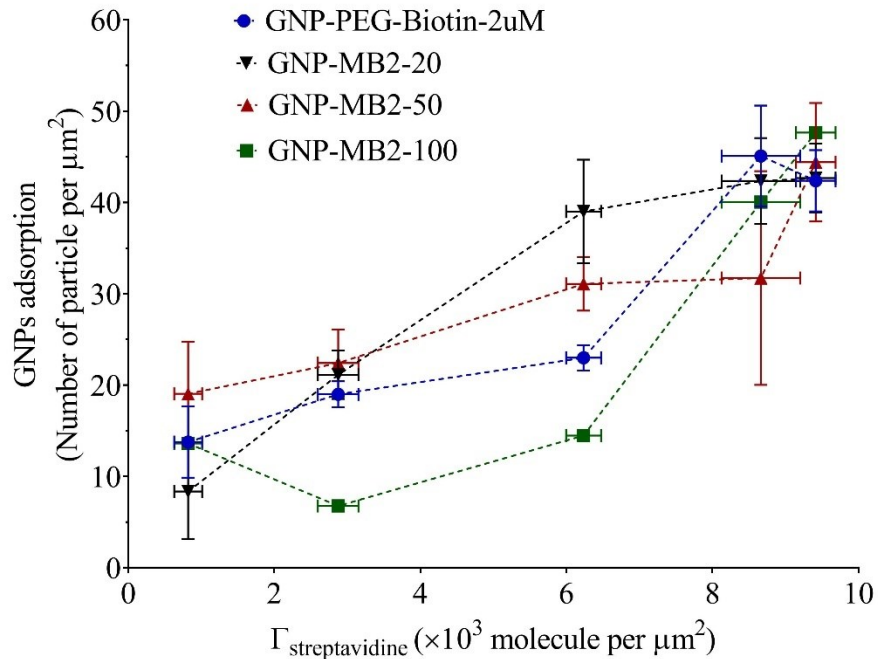 GNP-PEG-Biotin-2uM
GNP-MB2-20
GNP-MB2-50
GNP-MB2-100
GNPs adsorption
(Number of particle per μm²)
60
50
40
30
20
10
0
0 2 4 6 8 10
Γstreptavidine (×10³ molecule per μm²)